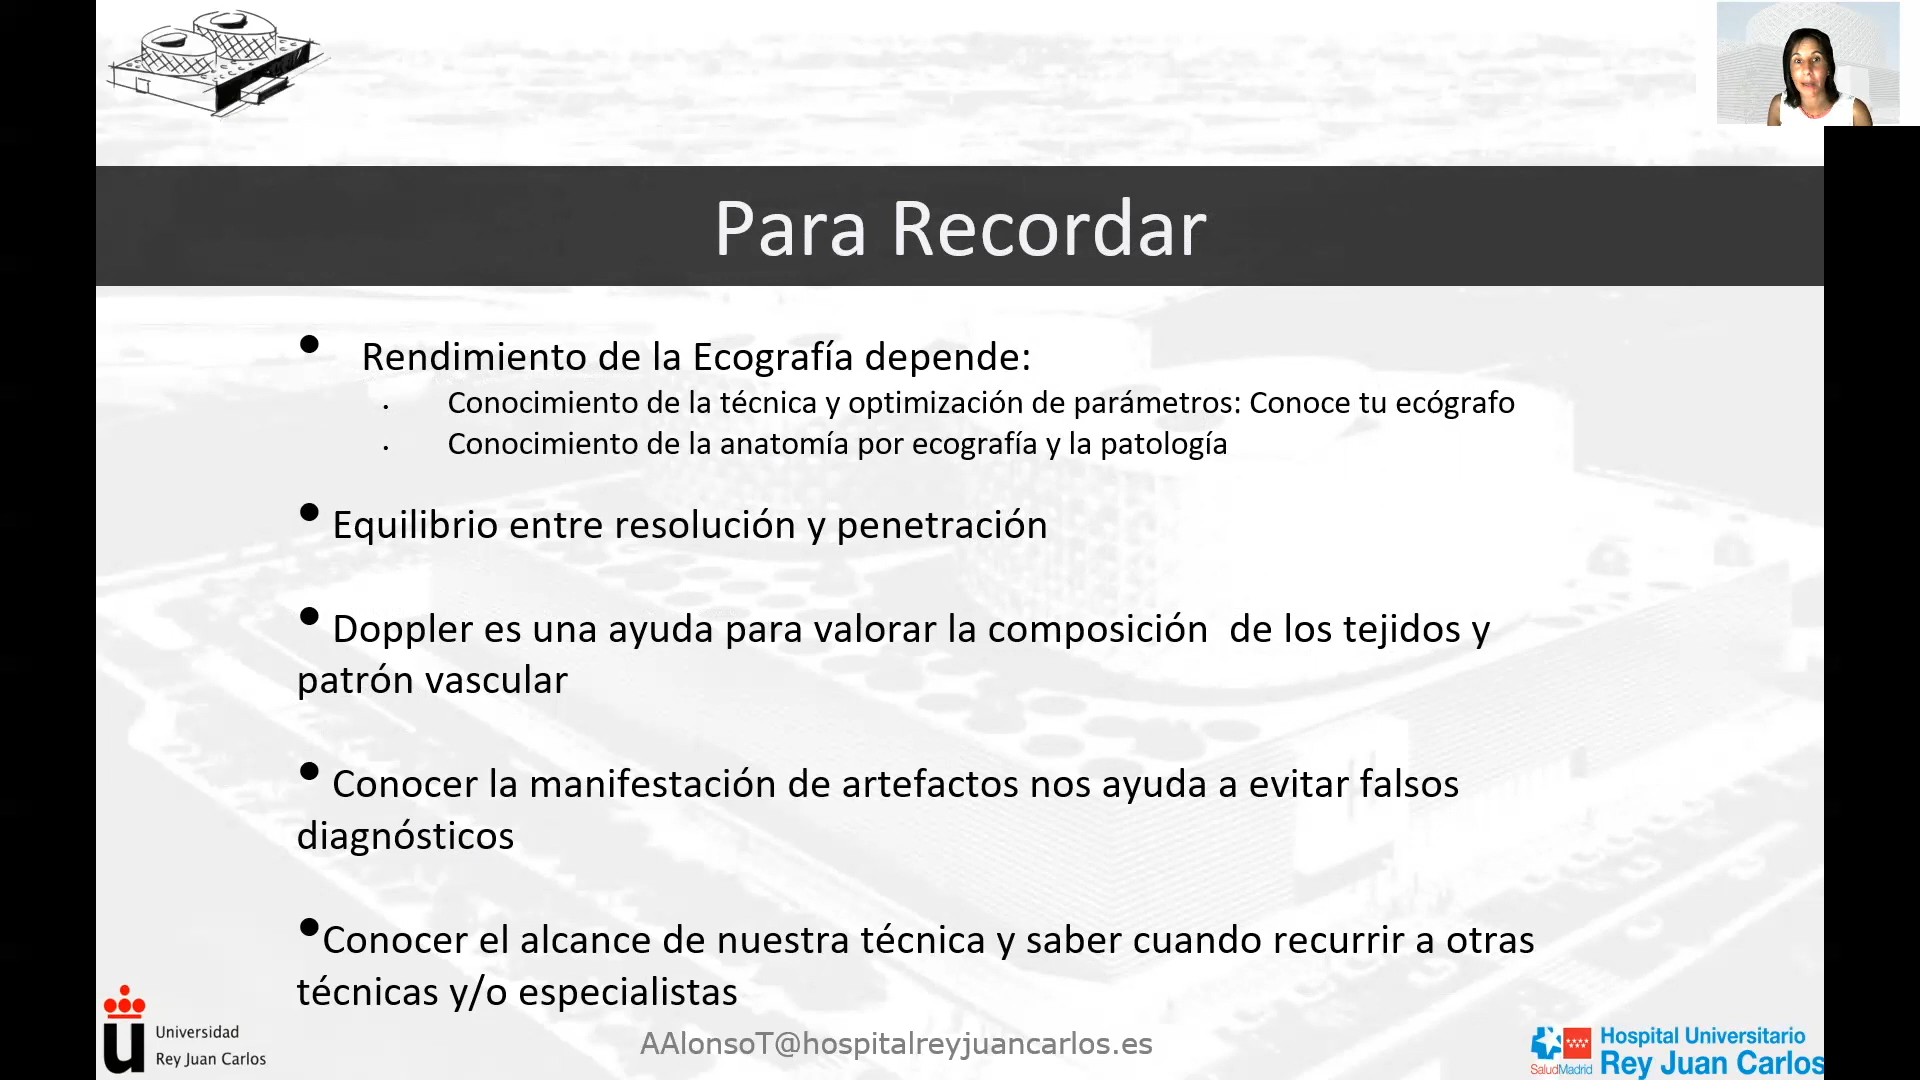 Para Recordar
• Rendimiento de la Ecografía depende:
· Conocimiento de la técnica y optimización de parámetros: Conoce tu ecógrafo
· Conocimiento de la anatomía por ecografía y la patología
• Equilibrio entre resolución y penetración
• Doppler es una ayuda para valorar la composición  de los tejidos y
patrón vascular
• Conocer la manifestación de artefactos nos ayuda a evitar falsos
diagnósticos
•Conocer el alcance de nuestra técnica y saber cuando recurrir a otras
técnicas y/o especialistas
u Universidad
Rey Juan Carlos
AAlonsoT@hospitalreyjuancarlos.es
SaludMadrid
Hospital Universitario
Rey Juan Carlos